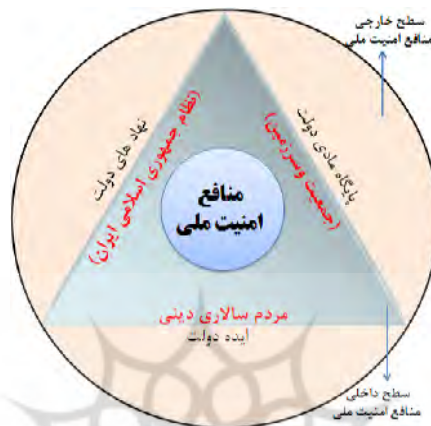 سطح خارجی
منافع امنیت ملی
نهاد های دولت
(نظام جمهوری اسلامی ایران)
پایگاه مادی دولت
(جمعیت وسرزمین)
منافع
امنیت ملی
مردم سالاری دینی
ایده دولت
سطح داخلی
منافع امنیت ملی